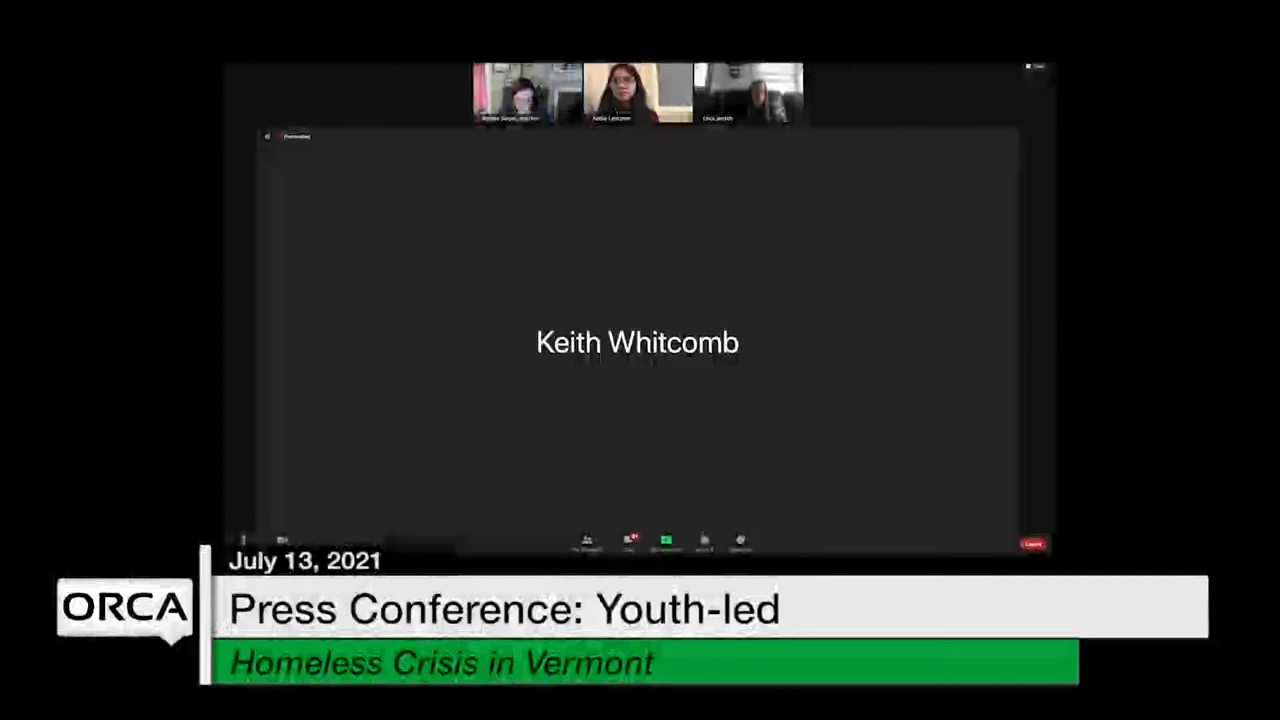 Keith Whitcomb
July 13, 2021
ORCA
Press Conference: Youth-led
Homeless Crisis in Vermont